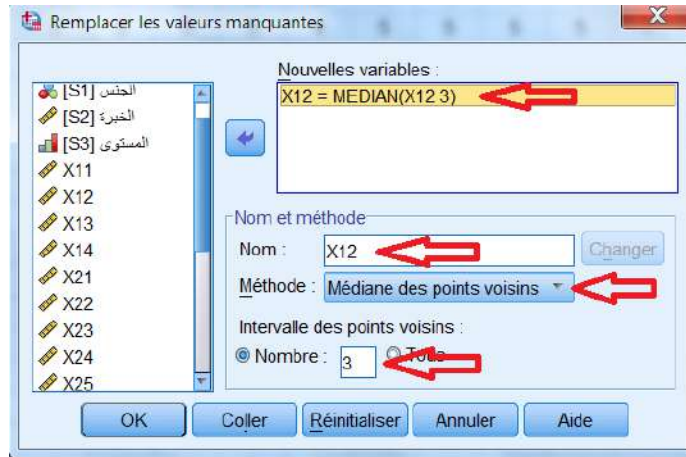 Remplacer les valeurs manquantes
الجنس [S1]
الخبرة [S2]
المستوى [S3]
X11
X12
X13
X14
X21
X22
X23
X24
X25
Nouvelles variables :
X12 = MEDIAN(X12 3)
Nom et méthode
Nom : X12 Changer
Méthode : Médiane des points voisins
Intervalle des points voisins :
Nombre : 3
OK Coller Réinitialiser Annuler Aide